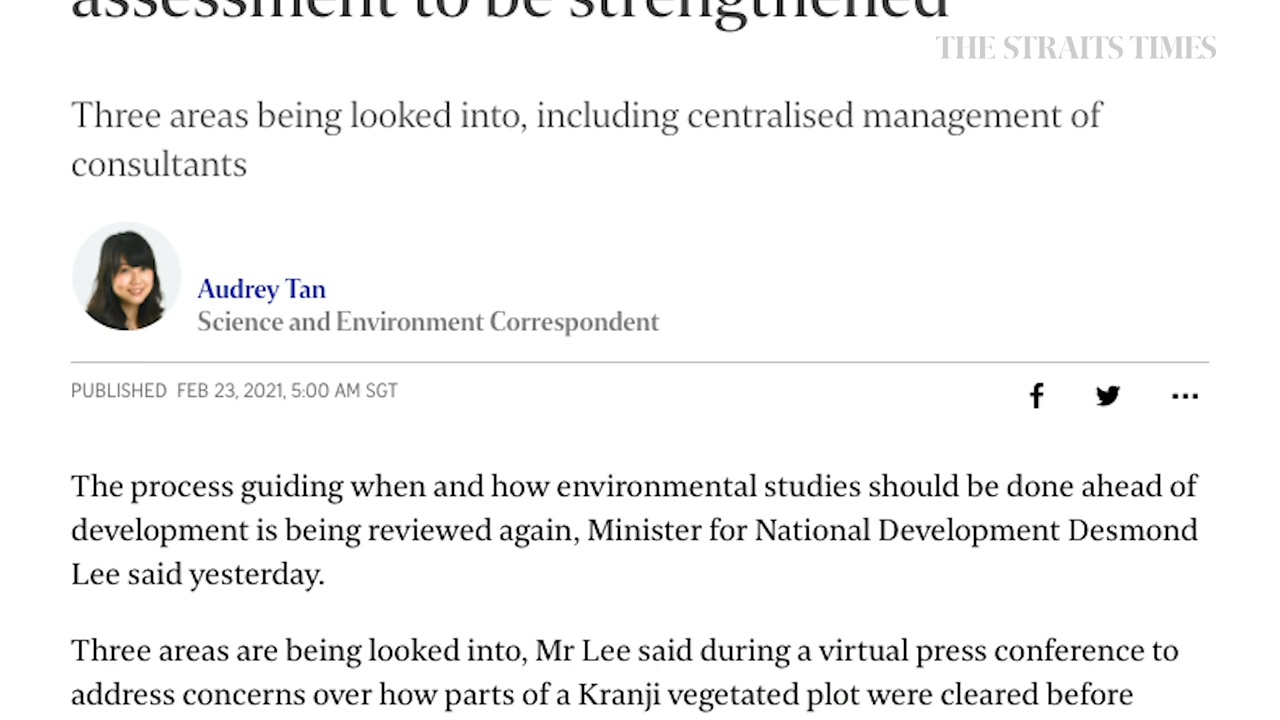 assessment to be strengthened
THE STRAITS TIMES
Three areas being looked into, including centralised management of
consultants
Audrey Tan
Science and Environment Correspondent
PUBLISHED FEB 23, 2021, 5:00 AM SGT
The process guiding when and how environmental studies should be done ahead of
development is being reviewed again, Minister for National Development Desmond
Lee said yesterday.
Three areas are being looked into, Mr Lee said during a virtual press conference to
address concerns over how parts of a Kranji vegetated plot were cleared before